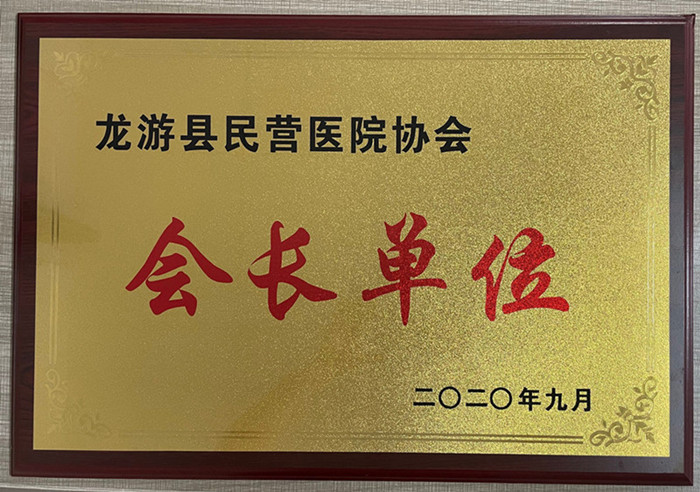 龙游县民营医院协会
会长单位
二〇二〇年九月